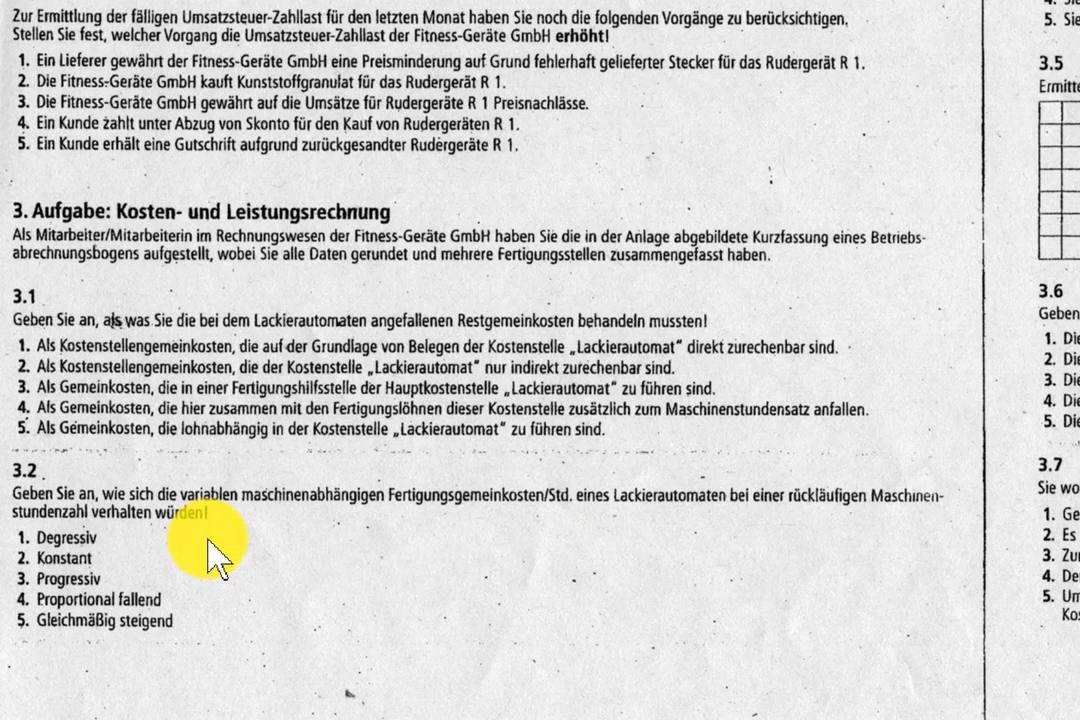 Zur Ermittlung der fälligen Umsatzsteuer-Zahllast für den letzten Monat haben Sie noch die folgenden Vorgänge zu berücksichtigen.
Stellen Sie fest, welcher Vorgang die Umsatzsteuer-Zahllast der Fitness-Geräte GmbH erhöht!
1. Ein Lieferer gewährt der Fitness-Geräte GmbH eine Preisminderung auf Grund fehlerhaft gelieferter Stecker für das Rudergerät R 1.
2. Die Fitness-Geräte GmbH kauft Kunststoffgranulat für das Rudergerät R 1.
3. Die Fitness-Geräte GmbH gewährt auf die Umsätze für Rudergeräte R 1 Preisnachlässe.
4. Ein Kunde zahlt unter Abzug von Skonto für den Kauf von Rudergeräten R 1.
5. Ein Kunde erhält eine Gutschrift aufgrund zurückgesandter Rudergeräte R 1.
3. Aufgabe: Kosten- und Leistungsrechnung
Als Mitarbeiter/Mitarbeiterin im Rechnungswesen der Fitness-Geräte GmbH haben Sie die in der Anlage abgebildete Kurzfassung eines Betriebs-
abrechnungsbogens aufgestellt, wobei Sie alle Daten gerundet und mehrere Fertigungsstellen zusammengefasst haben.
3.1
Geben Sie an, als was Sie die bei dem Lackierautomaten angefallenen Restgemeinkosten behandeln mussten!
1. Als Kostenstellengemeinkosten, die auf der Grundlage von Belegen der Kostenstelle „Lackierautomat“ direkt zurechenbar sind.
2. Als Kostenstellengemeinkosten, die der Kostenstelle „Lackierautomat“ nur indirekt zurechenbar sind.
3. Als Gemeinkosten, die in einer Fertigungshilfsstelle der Hauptkostenstelle „Lackierautomat“ zu führen sind.
4. Als Gemeinkosten, die hier zusammen mit den Fertigungslöhnen dieser Kostenstelle zusätzlich zum Maschinenstundensatz anfallen.
5. Als Gemeinkosten, die lohnabhängig in der Kostenstelle „Lackierautomat“ zu führen sind.
3.2
Geben Sie an, wie sich die variablen maschinenabhängigen Fertigungsgemeinkosten/Std. eines Lackierautomaten bei einer rückläufigen Maschinen-
stundenzahl verhalten würden!
1. Degressiv
2. Konstant
3. Progressiv
4. Proportional fallend
5. Gleichmäßig steigend
5. Sie
3.5
Ermitte
3.6
Geben
1. Die
2. Die
3. Die
4. Die
5. Die
3.7
Sie wo
1. Ge
2. Es
3. Zur
4. De
5. Um
Kos